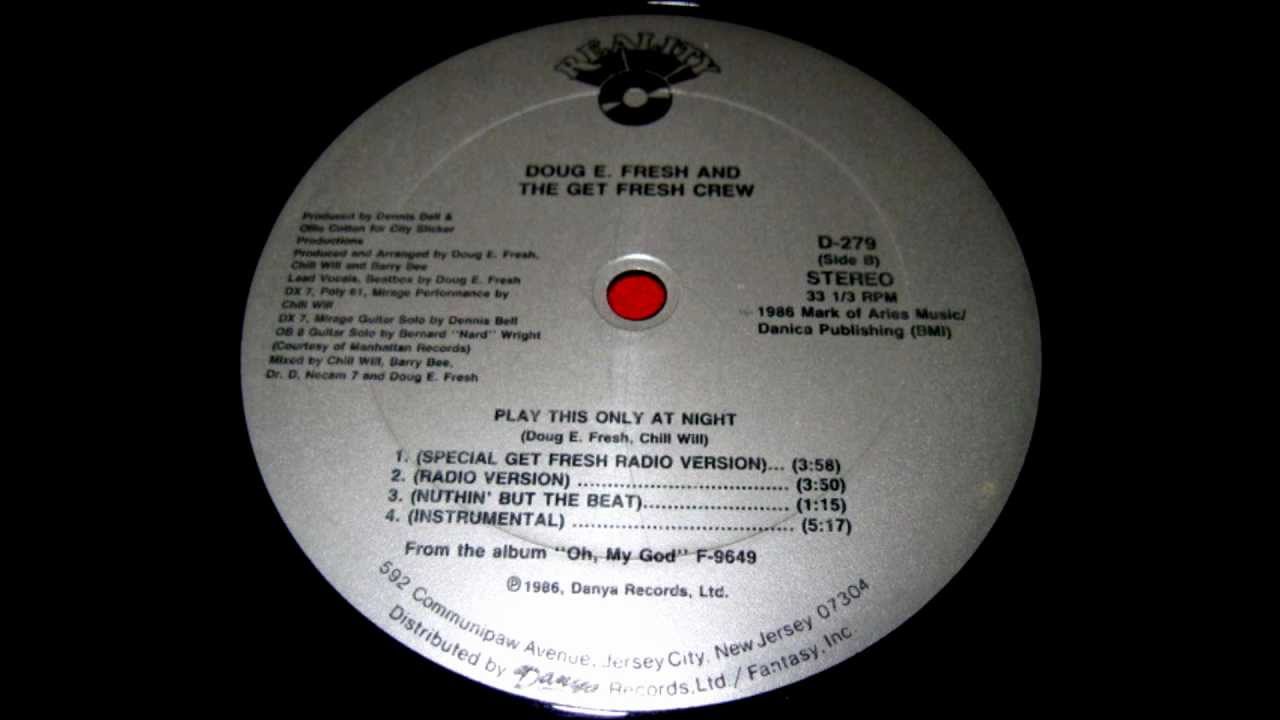 REALITY
DOUG E. FRESH AND
THE GET FRESH CREW
Produced by Dennis Bell &
Ollie Cotton for City Slicker
Productions
Produced and Arranged by Doug E. Fresh,
Chill Will and Barry Bee
Lead Vocals, Beatbox by Doug E. Fresh
DX 7, Poly 61, Mirage Performance by
Chill Will
DX 7, Mirage Guitar Solo by Dennis Bell
OB 8 Guitar Solo by Bernard "Nard" Wright
(Courtesy of Manhattan Records)
Mixed by Chill Will, Barry Bee,
Dr. D, Necam 7 and Doug E. Fresh
D-279
(Side B)
STEREO
33 1/3 RPM
1986 Mark of Aries Music/
Danica Publishing (BMI)
PLAY THIS ONLY AT NIGHT
(Doug E. Fresh, Chill Will)
1. (SPECIAL GET FRESH RADIO VERSION)... (3:58)
2. (RADIO VERSION) ................................. (3:50)
3. (NUTHIN' BUT THE BEAT)....................... (1:15)
4. (INSTRUMENTAL) ................................... (5:17)
From the album "Oh, My God" F-9649
℗1986, Danya Records, Ltd.
592 Communipaw Avenue, Jersey City, New Jersey 07304
Distributed by Danya Records, Ltd. / Fantasy, Inc.